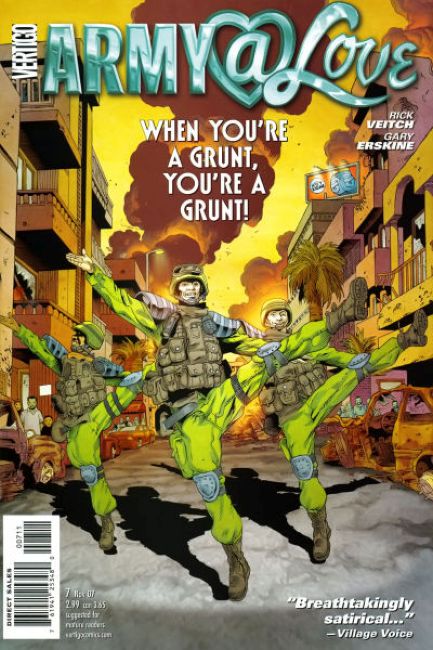 VERTIGO
ARMY@LOVE
RICK
VEITCH
GARY
ERSKINE
WHEN YOU'RE
A GRUNT,
YOU'RE A
GRUNT!
00711
DIRECT SALES
7 Nov 07
2.99 can 3.65
suggested for
mature readers
vertigocomics.com
"Breathtakingly
satirical..."
—Village Voice